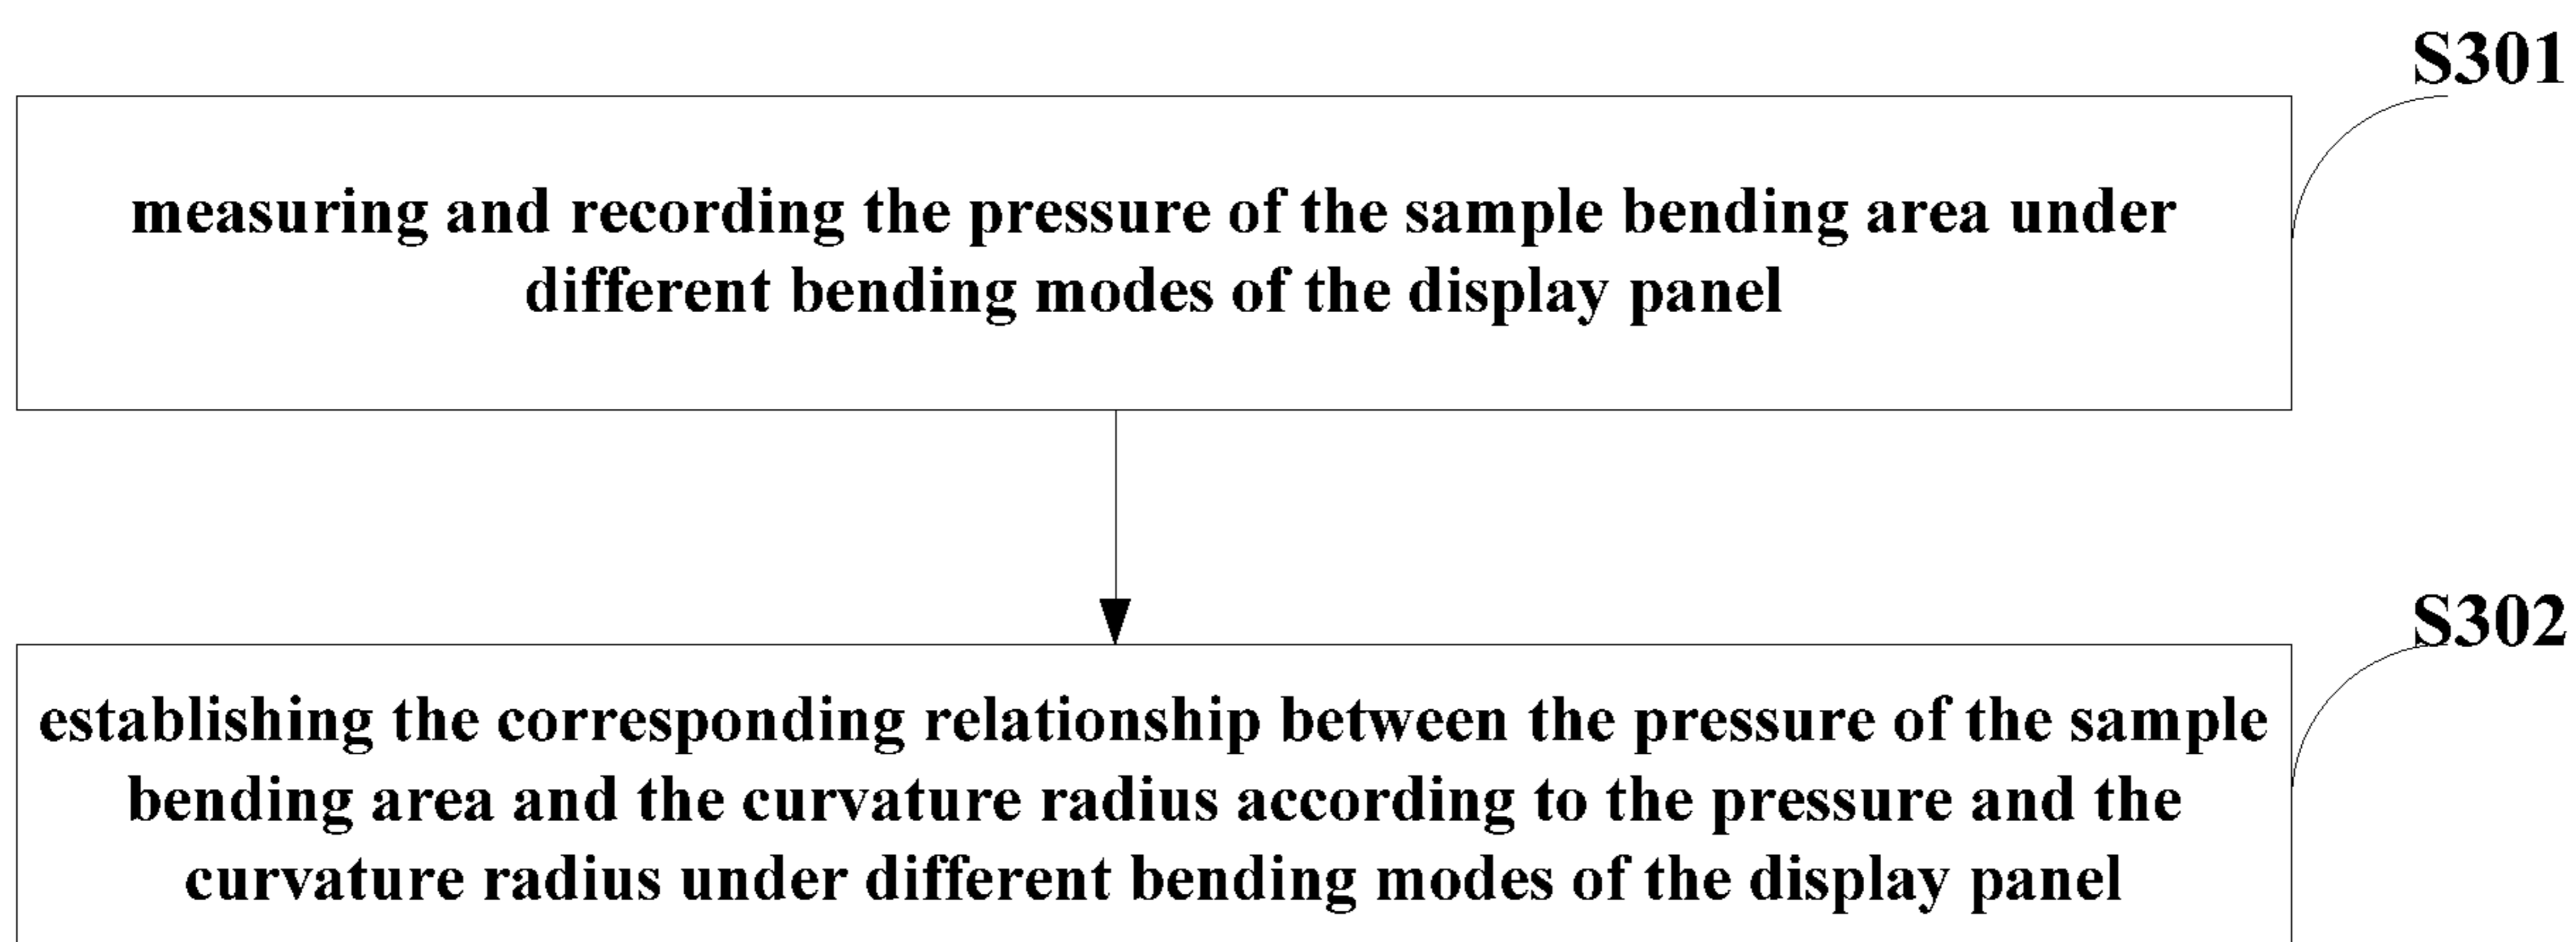 S301
measuring and recording the pressure of the sample bending area under
different bending modes of the display panel
S302
establishing the corresponding relationship between the pressure of the sample
bending area and the curvature radius according to the pressure and the
curvature radius under different bending modes of the display panel